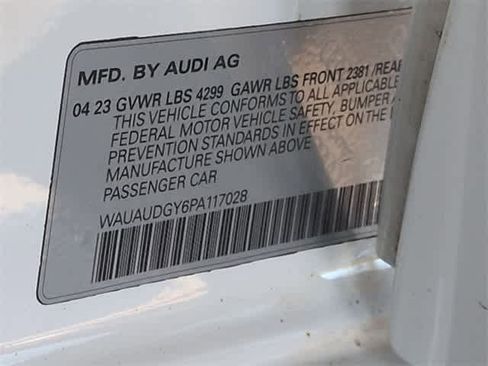 MFD. BY AUDI AG
04 23 GVWR LBS 4299 GAWR LBS FRONT 2381 /REAR
THIS VEHICLE CONFORMS TO ALL APPLICABLE
FEDERAL MOTOR VEHICLE SAFETY, BUMPER
PREVENTION STANDARDS IN EFFECT ON THE
MANUFACTURE SHOWN ABOVE
PASSENGER CAR
WAUAUDGY6PA117028